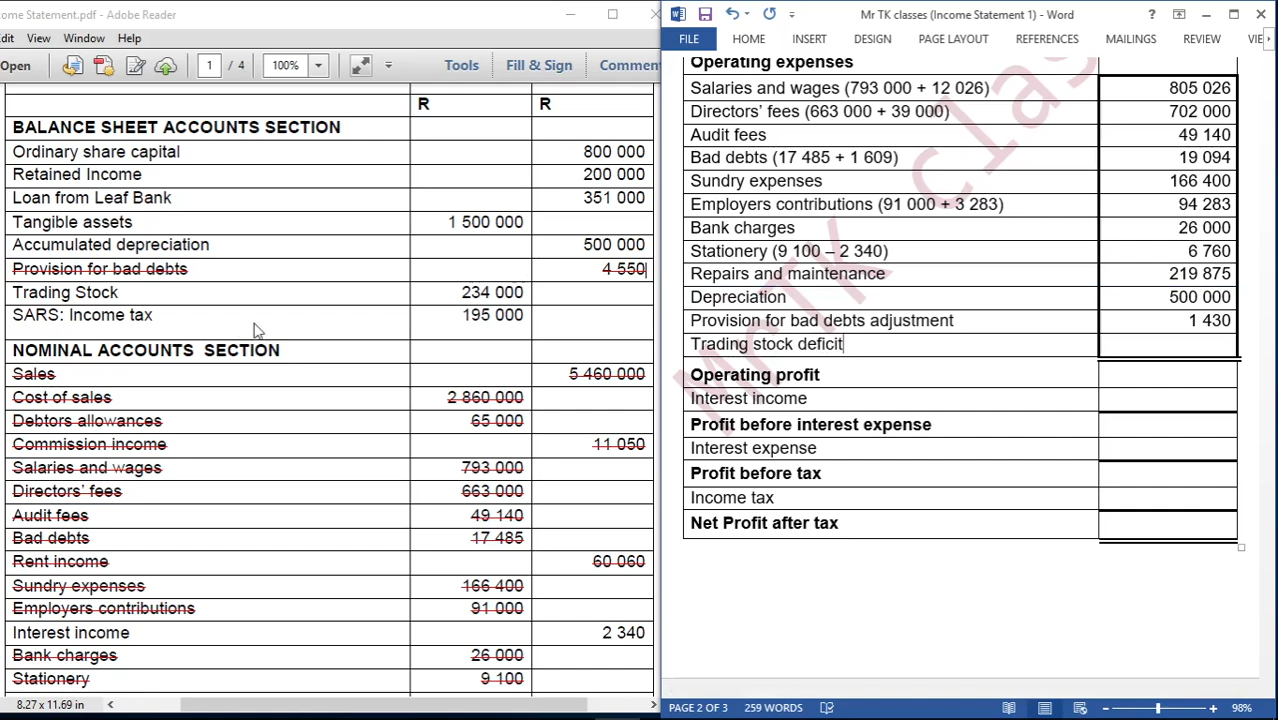 ome Statement.pdf - Adobe Reader
dit View Window Help
Open 1 / 4 100% Tools Fill & Sign Commen
R R
BALANCE SHEET ACCOUNTS SECTION
Ordinary share capital 800 000
Retained Income 200 000
Loan from Leaf Bank 351 000
Tangible assets 1 500 000
Accumulated depreciation 500 000
Provision for bad debts 4 550
Trading Stock 234 000
SARS: Income tax 195 000
NOMINAL ACCOUNTS SECTION
Sales 5 460 000
Cost of sales 2 860 000
Debtors allowances 65 000
Commission income 11 050
Salaries and wages 793 000
Directors' fees 663 000
Audit fees 49 140
Bad debts 17 485
Rent income 60 060
Sundry expenses 166 400
Employers contributions 91 000
Interest income 2 340
Bank charges 26 000
Stationery 9 100
8.27 x 11.69 in
Mr TK classes (Income Statement 1) - Word
FILE HOME INSERT DESIGN PAGE LAYOUT REFERENCES MAILINGS REVIEW VIE
Operating expenses
Salaries and wages (793 000 + 12 026) 805 026
Directors' fees (663 000 + 39 000) 702 000
Audit fees 49 140
Bad debts (17 485 + 1 609) 19 094
Sundry expenses 166 400
Employers contributions (91 000 + 3 283) 94 283
Bank charges 26 000
Stationery (9 100 – 2 340) 6 760
Repairs and maintenance 219 875
Depreciation 500 000
Provision for bad debts adjustment 1 430
Trading stock deficit
Operating profit
Interest income
Profit before interest expense
Interest expense
Profit before tax
Income tax
Net Profit after tax
MrTK clas
PAGE 2 OF 3 259 WORDS 98%